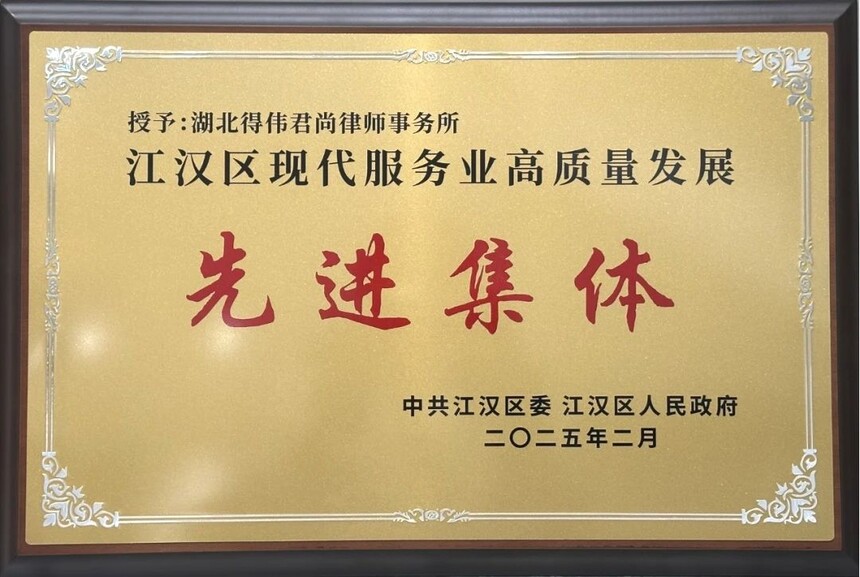 授予:湖北得伟君尚律师事务所
江汉区现代服务业高质量发展
先进集体
中共江汉区委 江汉区人民政府
二〇二五年二月